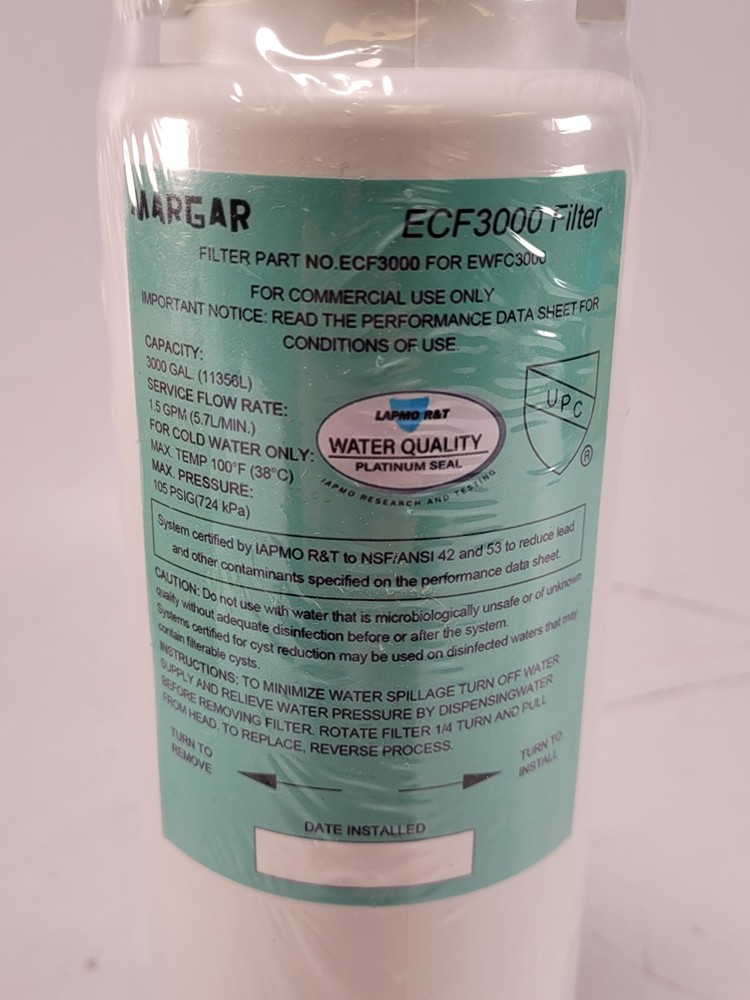 MARGAR
ECF3000 Filter
FILTER PART NO.ECF3000 FOR EWFC3000
FOR COMMERCIAL USE ONLY
IMPORTANT NOTICE: READ THE PERFORMANCE DATA SHEET FOR
CONDITIONS OF USE.
CAPACITY:
3000 GAL. (11356L)
SERVICE FLOW RATE:
1.5 GPM (5.7L/MIN.)
FOR COLD WATER ONLY:
MAX. TEMP 100°F (38°C)
MAX. PRESSURE:
105 PSIG(724 kPa)
IAPMO R&T
WATER QUALITY
PLATINUM SEAL
IAPMO RESEARCH AND TESTING
UPC
®
System certified by IAPMO R&T to NSF/ANSI 42 and 53 to reduce lead
and other contaminants specified on the performance data sheet.
CAUTION: Do not use with water that is microbiologically unsafe or of unknown
quality without adequate disinfection before or after the system.
Systems certified for cyst reduction may be used on disinfected waters that may
contain filterable cysts.
INSTRUCTIONS: TO MINIMIZE WATER SPILLAGE TURN OFF WATER
SUPPLY AND RELIEVE WATER PRESSURE BY DISPENSINGWATER
BEFORE REMOVING FILTER. ROTATE FILTER 1/4 TURN AND PULL
FROM HEAD, TO REPLACE, REVERSE PROCESS.
TURN TO
REMOVE
TURN TO
INSTALL
DATE INSTALLED